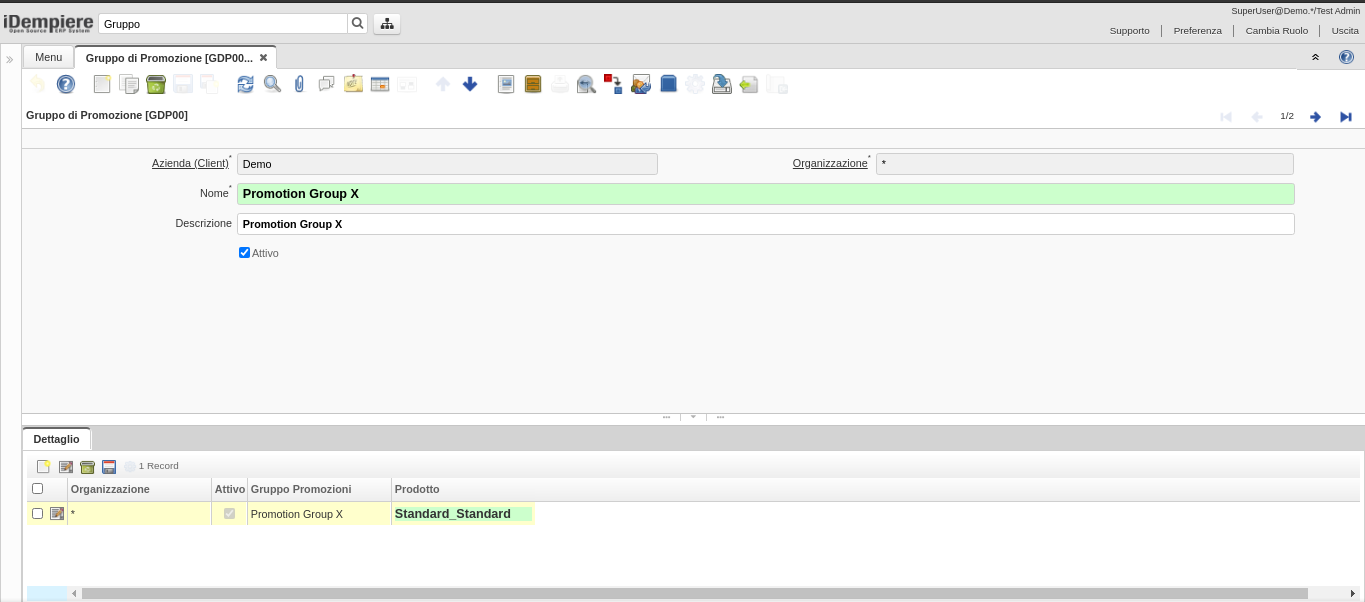 SuperUser@Demo.*/Test Admin
iDempiere
Open Source ERP System
Gruppo
Supporto
Preferenza
Cambia Ruolo
Uscita
Menu
Gruppo di Promozione [GDP00...
Gruppo di Promozione [GDP00]
1/2
Azienda (Client)*
Demo
Organizzazione*
*
Nome*
Promotion Group X
Descrizione
Promotion Group X
Attivo
Dettaglio
1 Record
Organizzazione Attivo Gruppo Promozioni Prodotto
* Promotion Group X Standard_Standard